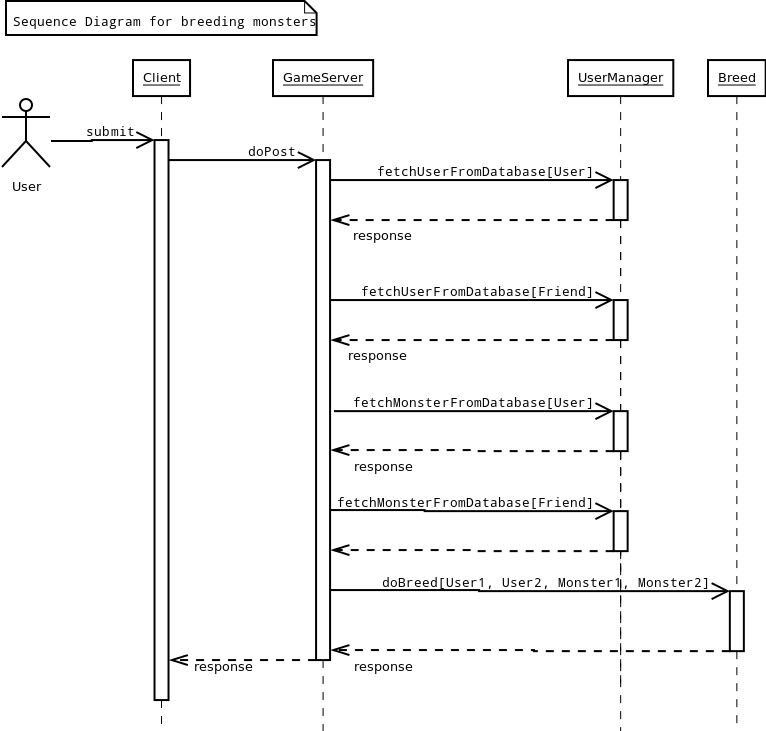 Sequence Diagram for breeding monsters
Client
GameServer
UserManager
Breed
submit
doPost
fetchUserFromDatabase[User]
User
response
fetchUserFromDatabase[Friend]
response
fetchMonsterFromDatabase[User]
response
fetchMonsterFromDatabase[Friend]
doBreed[User1, User2, Monster1, Monster2]
response
response